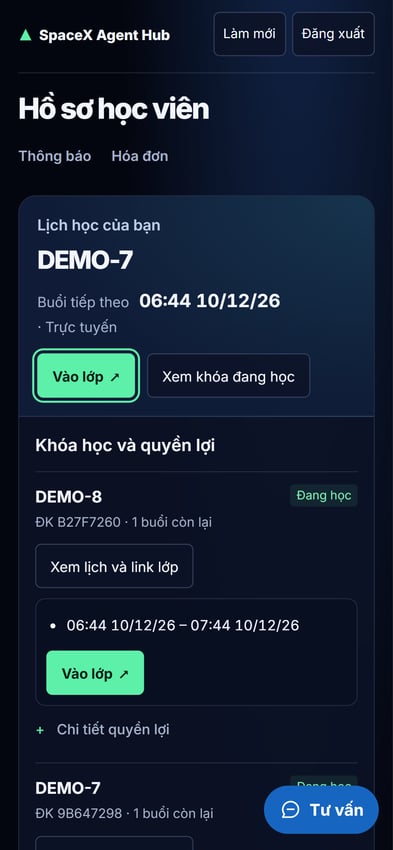 SpaceX Agent Hub
Làm mới
Đăng xuất
Hồ sơ học viên
Thông báo
Hóa đơn
Lịch học của bạn
DEMO-7
Buổi tiếp theo 06:44 10/12/26
· Trực tuyến
Vào lớp ↗
Xem khóa đang học
Khóa học và quyền lợi
DEMO-8
Đang học
ĐK B27F7260 · 1 buổi còn lại
Xem lịch và link lớp
• 06:44 10/12/26 – 07:44 10/12/26
Vào lớp ↗
+ Chi tiết quyền lợi
DEMO-7
Đang học
ĐK 9B647298 · 1 buổi còn lại
Tư vấn